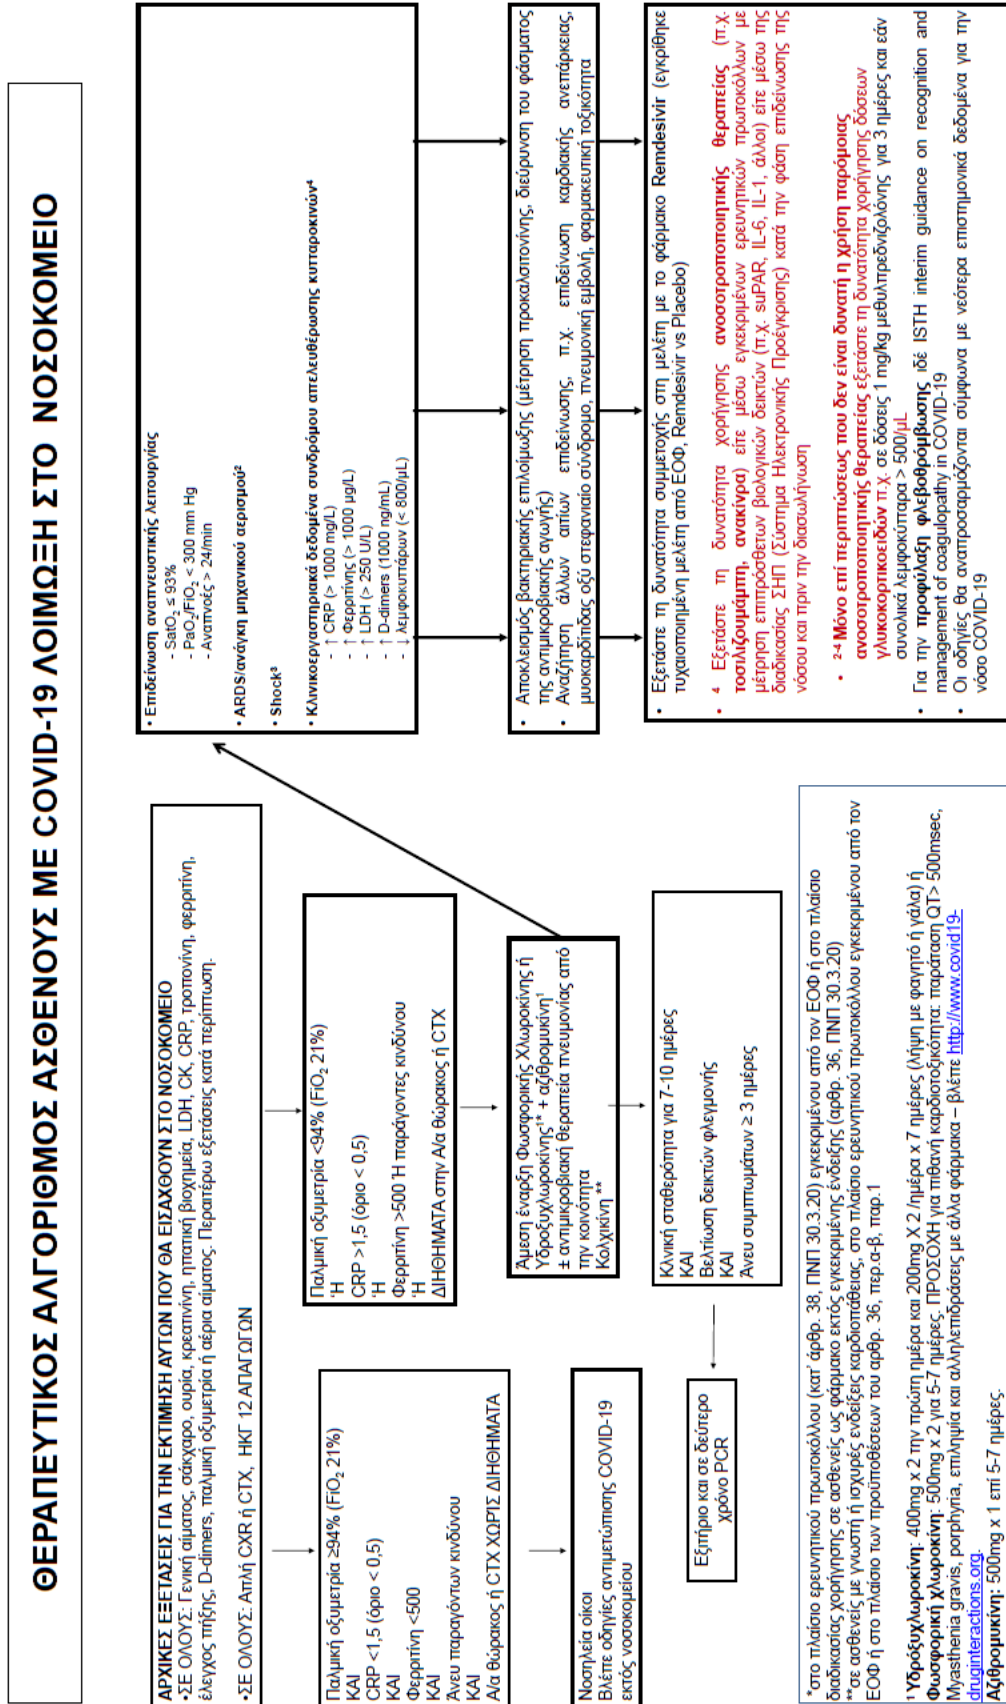 ΘΕΡΑΠΕΥΤΙΚΟΣ ΑΛΓΟΡΙΘΜΟΣ ΑΣΘΕΝΟΥΣ ΜΕ COVID-19 ΛΟΙΜΩΞΗ ΣΤΟ ΝΟΣΟΚΟΜΕΙΟ
ΑΡΧΙΚΕΣ ΕΞΕΤΑΣΕΙΣ ΓΙΑ ΤΗΝ ΕΚΤΙΜΗΣΗ ΑΥΤΩΝ ΠΟΥ ΘΑ ΕΙΣΑΧΘΟΥΝ ΣΤΟ ΝΟΣΟΚΟΜΕΙΟ
•ΣΕ ΟΛΟΥΣ: Γενική αίματος, σάκχαρο, ουρία, κρεατινίνη, ηπατική βιοχημεία, LDH, CK, CRP, τροπονίνη, φερριτίνη,
έλεγχος πήξης, D-dimers, παλμική οξυμετρία ή αέρια αίματος. Περαιτέρω εξετάσεις κατά περίπτωση.
•ΣΕ ΟΛΟΥΣ: Απλή CXR ή CTX, ΗΚΓ 12 ΑΠΑΓΩΓΩΝ
Παλμική οξυμετρία ≥94% (FiO2 21%)
ΚΑΙ
CRP <1,5 (όριο < 0,5)
ΚΑΙ
Φερριτίνη <500
ΚΑΙ
Άνευ παραγόντων κινδύνου
ΚΑΙ
Α/α θώρακος ή CTX ΧΩΡΙΣ ΔΙΗΘΗΜΑΤΑ
Νοσηλεία οίκοι
Βλέπε οδηγίες αντιμετώπισης COVID-19
εκτός νοσοκομείου
Παλμική οξυμετρία <94% (FiO2 21%)
Ή
CRP >1,5 (όριο < 0,5)
Ή
Φερριτίνη >500 Ή παράγοντες κινδύνου
Ή
ΔΙΗΘΗΜΑΤΑ στην Α/α θώρακος ή CTX
Άμεση έναρξη Φωσφορικής Χλωροκίνης ή
Υδροξυχλωροκίνης1* + αζιθρομυκίνη1
± αντιμικροβιακή θεραπεία πνευμονίας από
την κοινότητα
Κολχικίνη **
Κλνική σταθερότητα για 7-10 ημέρες
ΚΑΙ
Βελτίωση δεικτών φλεγμονής
ΚΑΙ
Άνευ συμπτωμάτων ≥ 3 ημέρες
Εξιτήριο και σε δεύτερο
χρόνο PCR
• Επιδείνωση αναπνευστικής λειτουργίας
- SatO2 ≤ 93%
- PaO2/FiO2 < 300 mm Hg
- Αναπνοές > 24/min
• ARDS/ανάγκη μηχανικού αερισμού2
• Shock3
• Κλινικοεργαστηριακά δεδομένα συνδρόμου απελευθέρωσης κυτταροκινών4
- ↑ CRP (> 1000 mg/L)
- ↑ Φερριτίνης (> 1000 μg/L)
- ↑ LDH (> 250 U/L)
- ↑ D-dimers (1000 ng/mL)
- ↓ λεμφοκυττάρων (< 800/μL)
• Αποκλεισμός βακτηριακής επιλοίμωξης (μέτρηση προκαλσιτονίνης, διεύρυνση του φάσματος
της αντιμικροβιακής αγωγής)
• Αναζήτηση άλλων αιτίων επιδείνωσης, π.χ. επιδείνωση καρδιακής ανεπάρκειας,
μυοκαρδίτιδας οξύ στεφανιαίο σύνδρομο, πνευμονική εμβολή, φαρμακευτική τοξικότητα
• Εξετάστε τη δυνατότητα συμμετοχής στη μελέτη με το φάρμακο Remdesivir (εγκρίθηκε
τυχαιοποιημένη μελέτη από ΕΟΦ, Remdesivir vs Placebo)
• 4 Εξετάστε τη δυνατότητα χορήγησης ανοσοτροποποιητικής θεραπείας (π.χ.
τοσιλιζουμάμπη, ανακίνρα) είτε μέσω εγκεκριμένων ερευνητικών πρωτοκόλλων με
μέτρηση επιπρόσθετων βιολογικών δεικτών (π.χ. suPAR, IL-6, IL-1, άλλοι) είτε μέσω της
διαδικασίας ΣΗΠ (Σύστημα Ηλεκτρονικής Προέγκρισης) κατά την φάση επιδείνωσης της
νόσου και πριν την διασωλήνωση
• 2-4 Μόνο επί περιπτώσεως που δεν είναι δυνατή η χρήση παρόμοιας
ανοσοτροποποιητικής θεραπείας εξετάστε τη δυνατότητα χορήγησης δόσεων
γλυκοκορτικοειδών π.χ. σε δόσεις 1 mg/kg μεθυλπρεδνιζολόνης για 3 ημέρες και εάν
συνολικά λεμφοκύτταρα > 500/μL
• Για την προφύλαξη φλεβοθρόμβωσης ιδέ ISTH interim guidance on recognition and
management of coagulopathy in COVID-19
• Οι οδηγίες θα αναπροσαρμόζονται σύμφωνα με νεότερα επιστημονικά δεδομένα για την
νόσο COVID-19
*στο πλαίσιο ερευνητικού πρωτοκόλλου (κατ' άρθρ. 38, ΠΝΠ 30.3.20) εγκεκριμένου από τον ΕΟΦ ή στο πλαίσιο
διαδικασίας χορήγησης σε ασθενείς ως φάρμακο εκτός εγκεκριμένης ένδειξης (αρθρ. 36, ΠΝΠ 30.3.20)
**σε ασθενείς με γνωστή ή ισχυρές ενδείξεις καρδιοπάθειας, στο πλαίσιο ερευνητικού πρωτοκόλλου εγκεκριμένου από τον
ΕΟΦ ή στο πλαίσιο των προϋποθέσεων του αρθρ. 36, περ.α-β, παρ.1
1 Υδροξυχλωροκίνη: 400mg x 2 την πρώτη ημέρα και 200mg X 2 /ημέρα x 7 ημέρες (λήψη με φαγητό ή γάλα) ή
Φωσφορική χλωροκίνη: 500mg x 2 για 5-7 ημέρες. ΠΡΟΣΟΧΗ για πιθανή καρδιοτοξικότητα: παράταση QT> 500msec,
Myasthenia gravis, porphyria, επιληψία και αλληλεπιδράσεις με άλλα φάρμακα – βλέπε http://www.covid19-
druginteractions.org.
Αζιθρομυκίνη: 500mg x 1 επί 5-7 ημέρες.